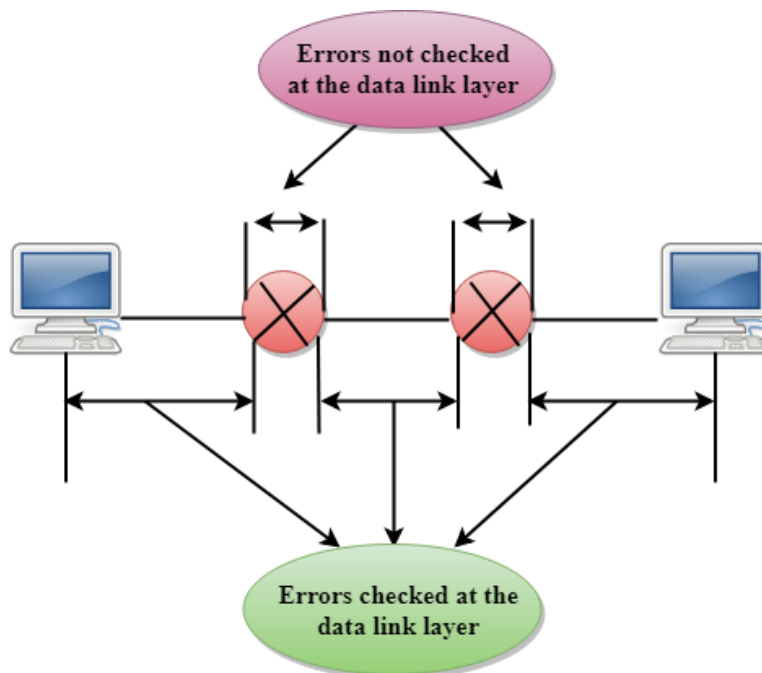 Errors not checked
at the data link layer
Errors checked at the
data link layer